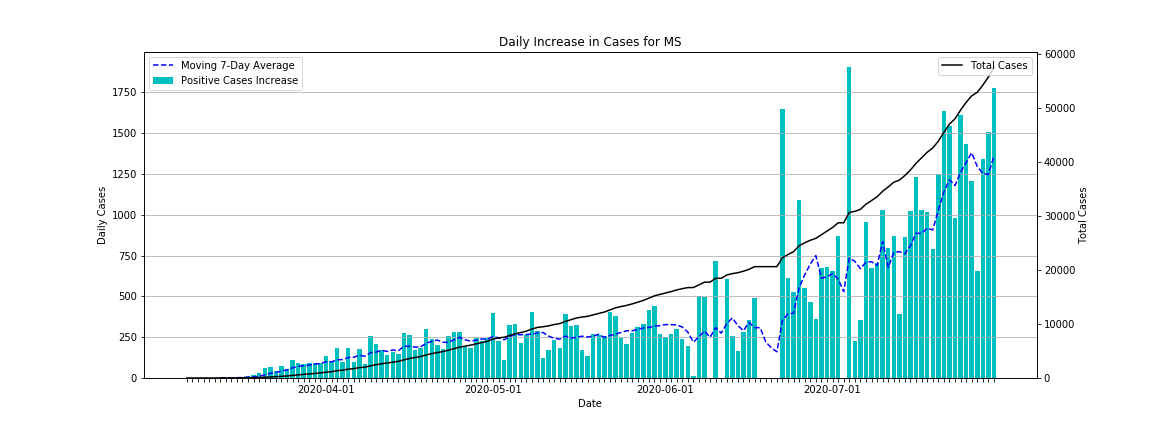 Daily Increase in Cases for MS
Moving 7-Day Average
Positive Cases Increase
Total Cases
1750
1500
1250
1000
750
500
250
0
Daily Cases
60000
50000
40000
30000
20000
10000
0
Total Cases
2020-04-01
2020-05-01
2020-06-01
2020-07-01
Date